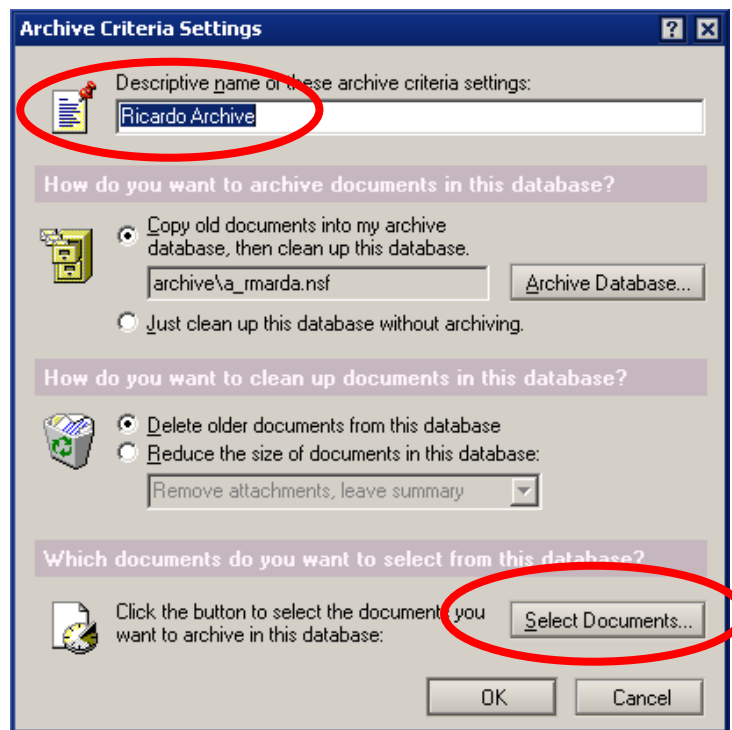 Archive Criteria Settings
Descriptive name of these archive criteria settings:
Ricardo Archive
How do you want to archive documents in this database?
Copy old documents into my archive
database, then clean up this database.
archive\a_rmarda.nsf
Archive Database...
Just clean up this database without archiving.
How do you want to clean up documents in this database?
Delete older documents from this database
Reduce the size of documents in this database:
Remove attachments, leave summary
Which documents do you want to select from this database?
Click the button to select the documents you
want to archive in this database:
Select Documents...
OK
Cancel